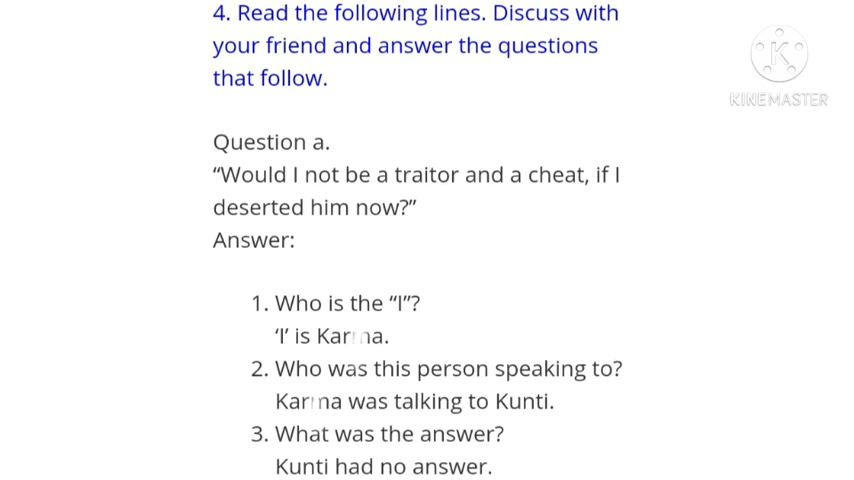 4. Read the following lines. Discuss with
your friend and answer the questions
that follow.
KINEMASTER
Question a.
“Would I not be a traitor and a cheat, if I
deserted him now?”
Answer:
1. Who is the “I”?
‘I’ is Karna.
2. Who was this person speaking to?
Karna was talking to Kunti.
3. What was the answer?
Kunti had no answer.